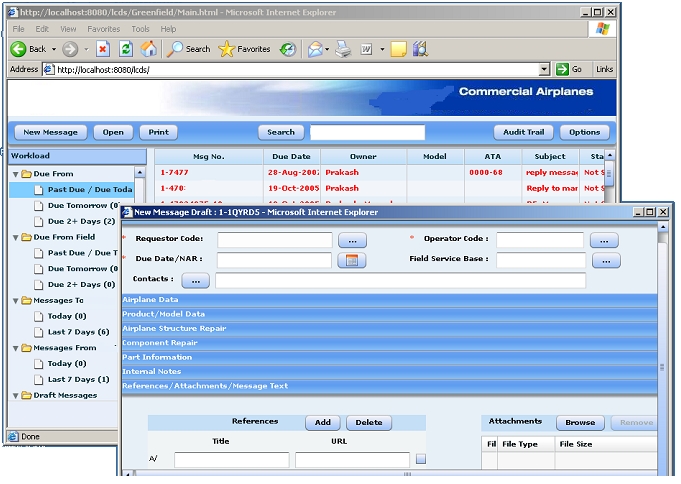 http://localhost:8080/lcds/Greenfield/Main.html - Microsoft Internet Explorer
File Edit View Favorites Tools Help
Back Search Favorites
Address http://localhost:8080/lcds/ Go Links
Commercial Airplanes
New Message Open Print Search Audit Trail Options
Workload Msg No. Due Date Owner Model ATA Subject Sta
Due From 1-7477 28-Aug-200 Prakash 0000-68 reply messa Not S
Past Due / Due Toda 1-470 19-Oct-2005 Prakash Reply to mar Not S
Due Tomorrow (0)
Due 2+ Days (2)
Due From Field
Past Due / Due T
Due Tomorrow (0
Due 2+ Days (0)
Messages To
Today (0)
Last 7 Days (6)
Messages From
Today (0)
Last 7 Days (1)
Draft Messages
Done
New Message Draft : 1-1QYRD5 - Microsoft Internet Explorer
* Requestor Code: ... * Operator Code : ...
* Due Date/NAR : Field Service Base : ...
Contacts : ...
Airplane Data
Product/Model Data
Airplane Structure Repair
Component Repair
Part Information
Internal Notes
References/Attachments/Message Text
References Add Delete Attachments Browse Remove
Title URL Fil File Type File Size
A/